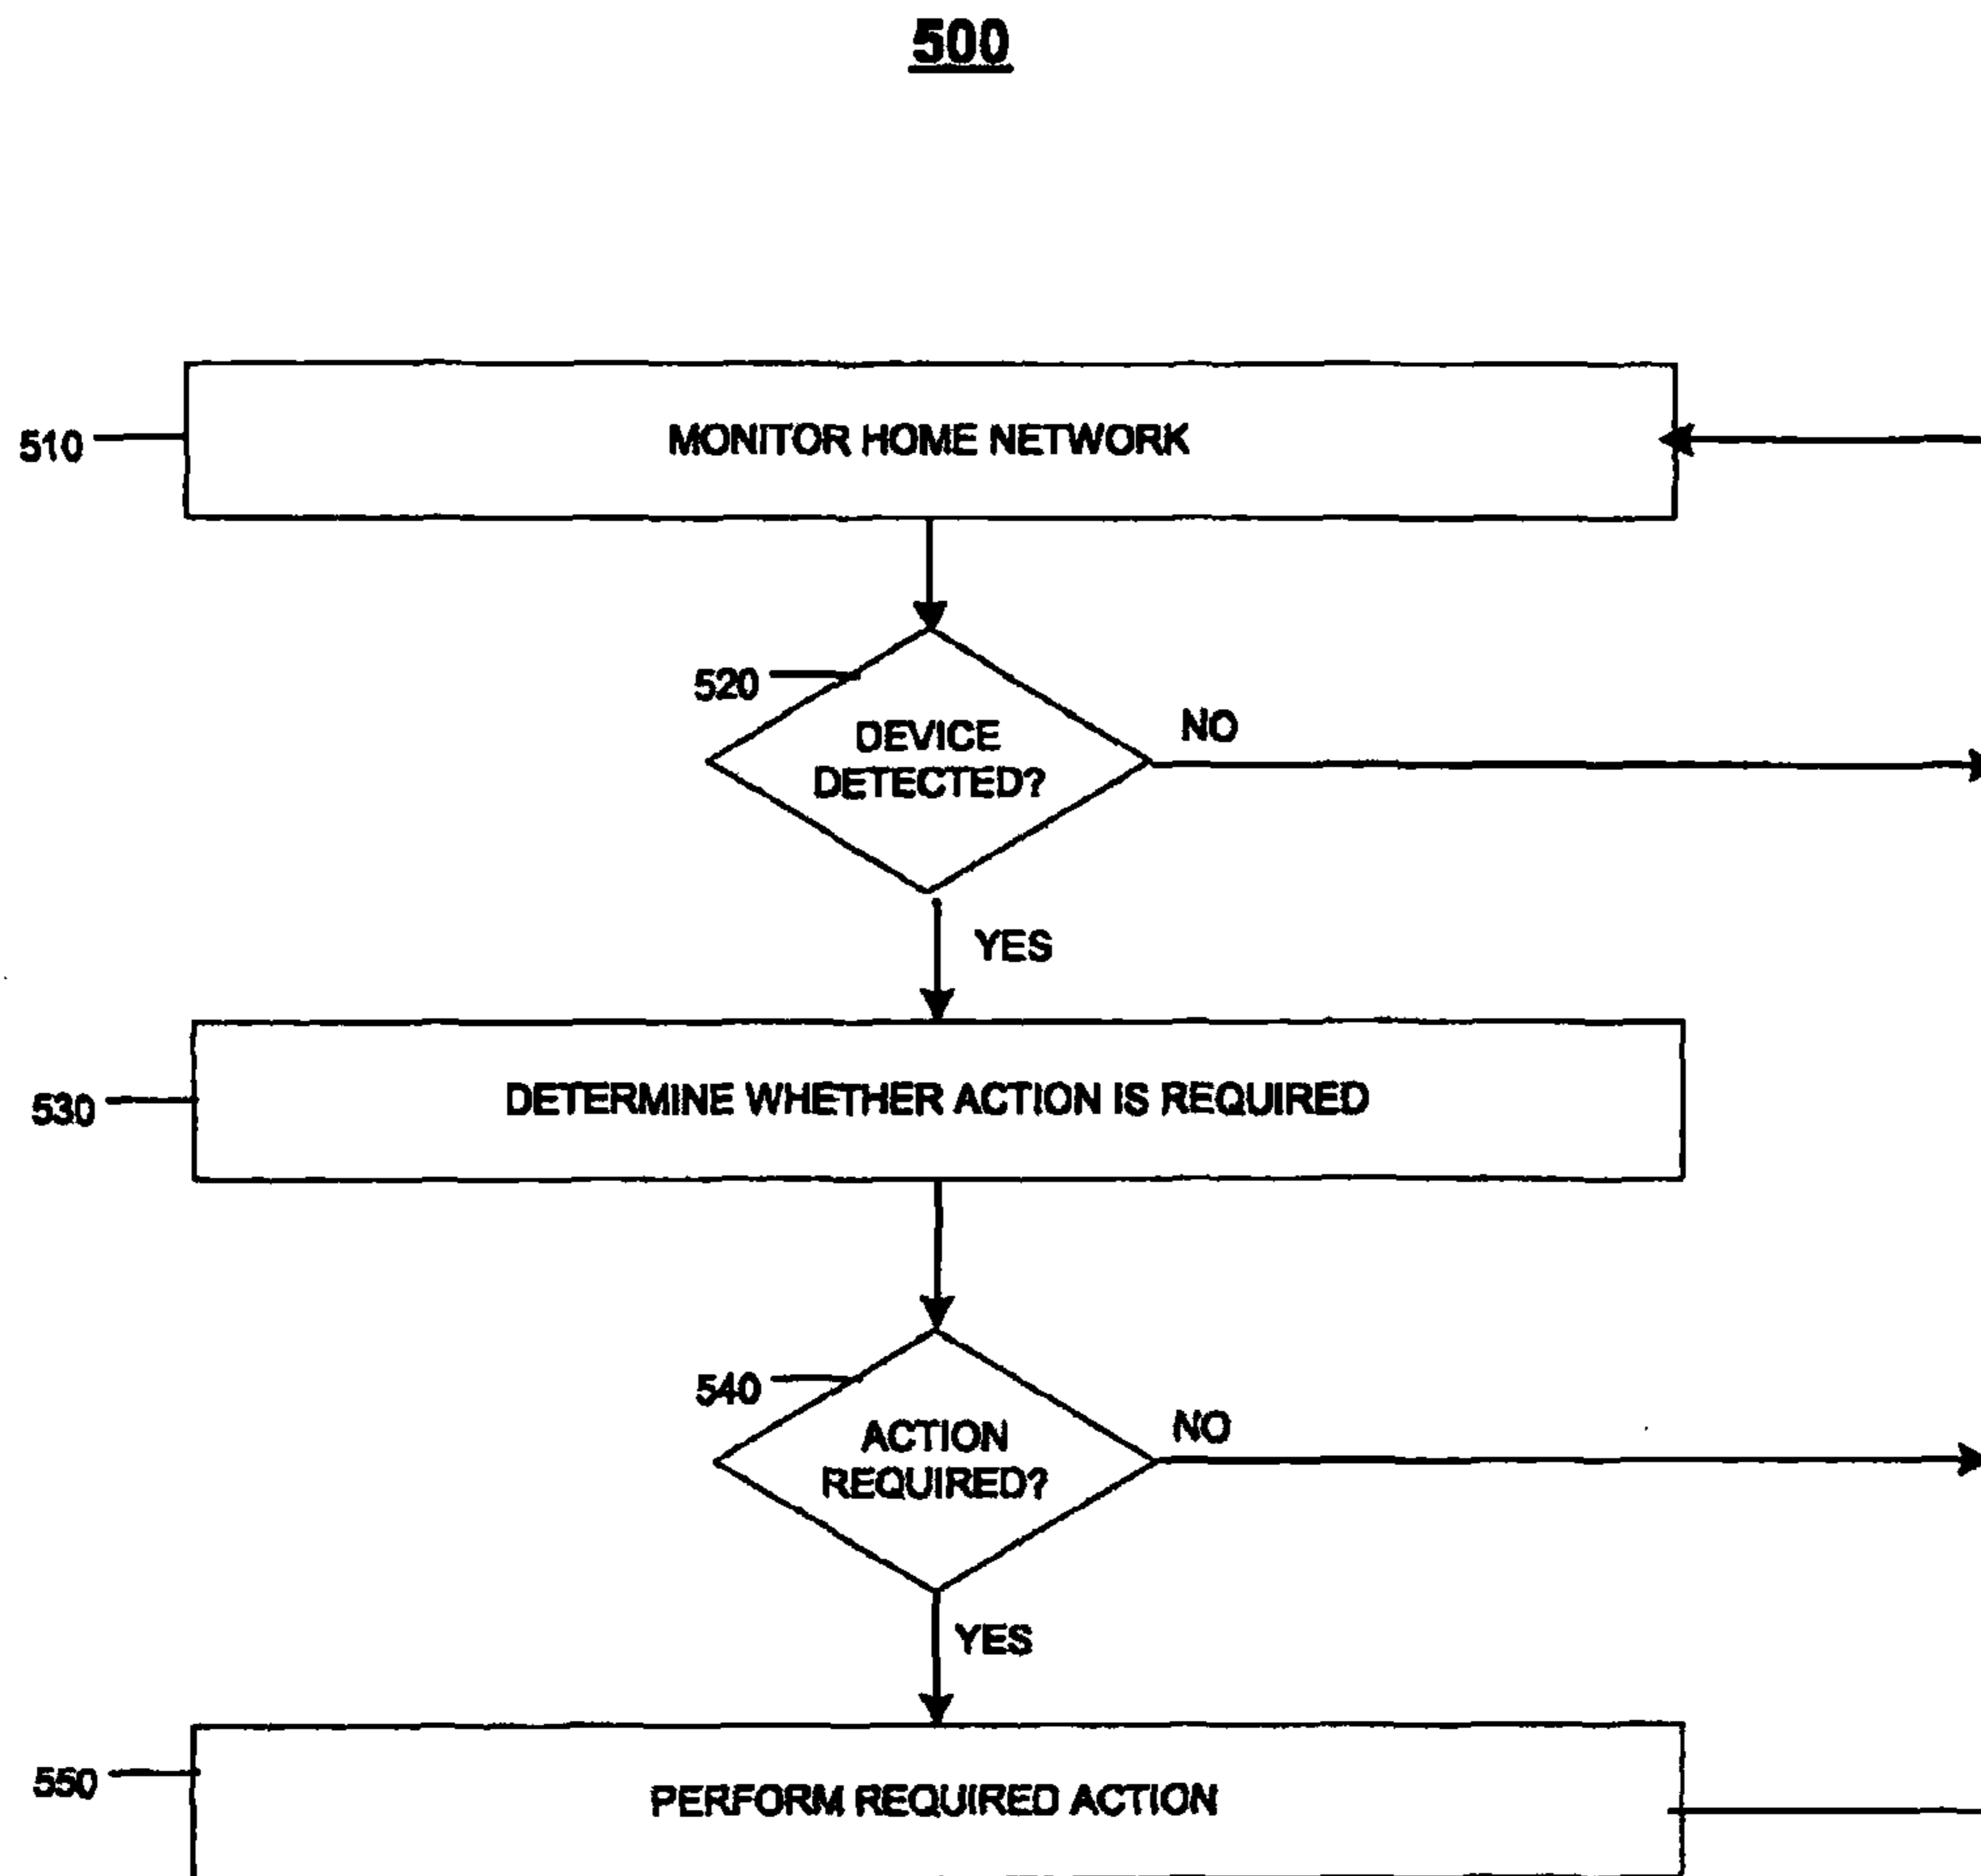 500
510
MONITOR HOME NETWORK
520
DEVICE
DETECTED?
NO
YES
530
DETERMINE WHETHER ACTION IS REQUIRED
540
ACTION
REQUIRED?
NO
YES
550
PERFORM REQUIRED ACTION